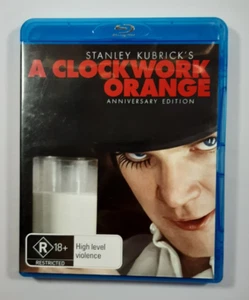 STANLEY KUBRICK'S
A CLOCKWORK
ORANGE
ANNIVERSARY EDITION
R 18+
RESTRICTED
High level
violence